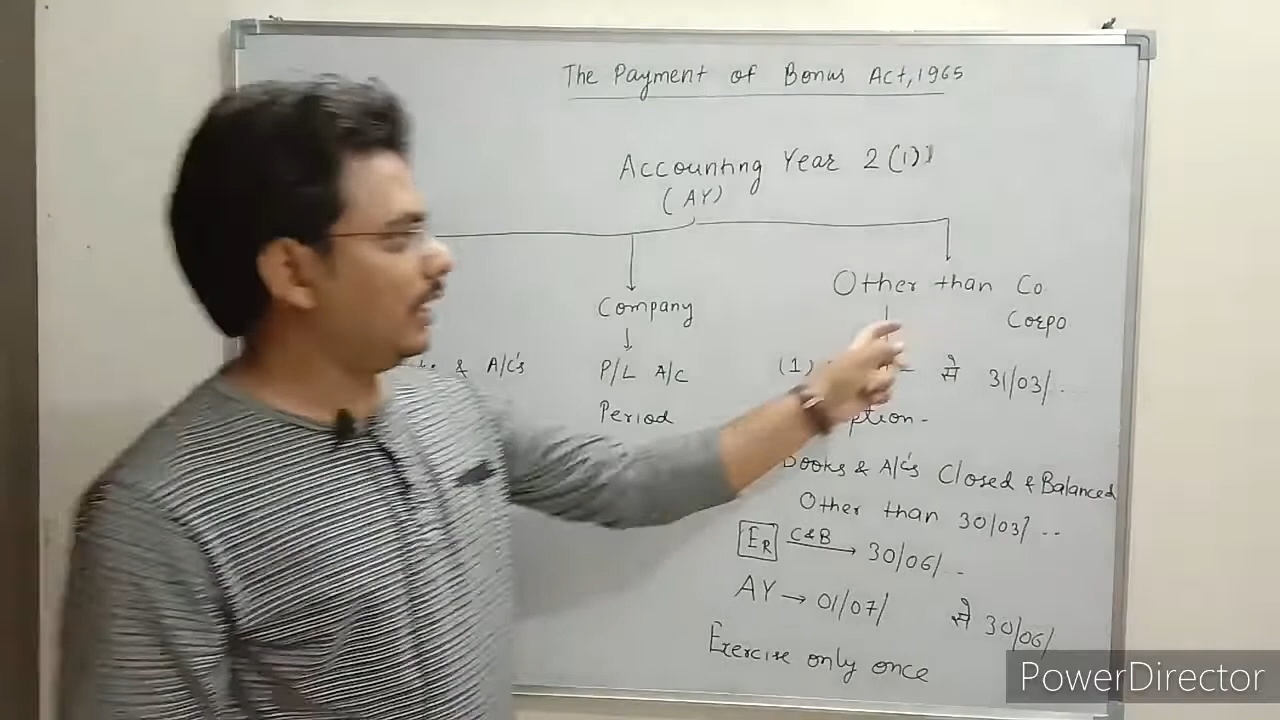 The Payment of Bonus Act, 1965
Accounting Year 2(1)
(AY)
Company
Other than Co
Corpo
& A/c's
P/L A/C
Period
(1)
से 31/03/..
ption-
Books & A/c's Closed & Balanced
Other than 30/03/..
ER C&B → 30/06/..
AY → 01/07/ से 30/06/
Exercise only once
PowerDirector